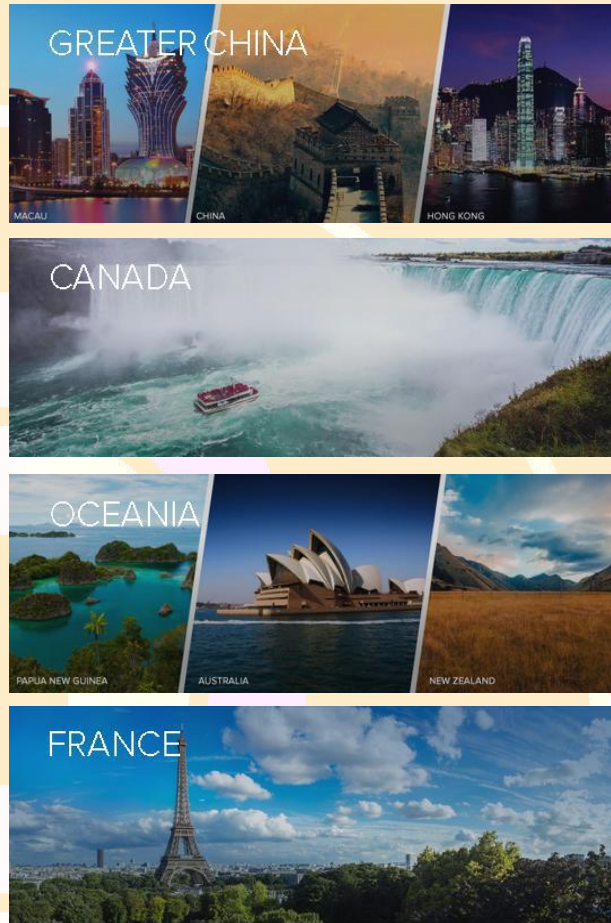 GREATER CHINA
MACAU
CHINA
HONG KONG
CANADA
OCEANIA
PAPUA NEW GUINEA
AUSTRALIA
NEW ZEALAND
FRANCE